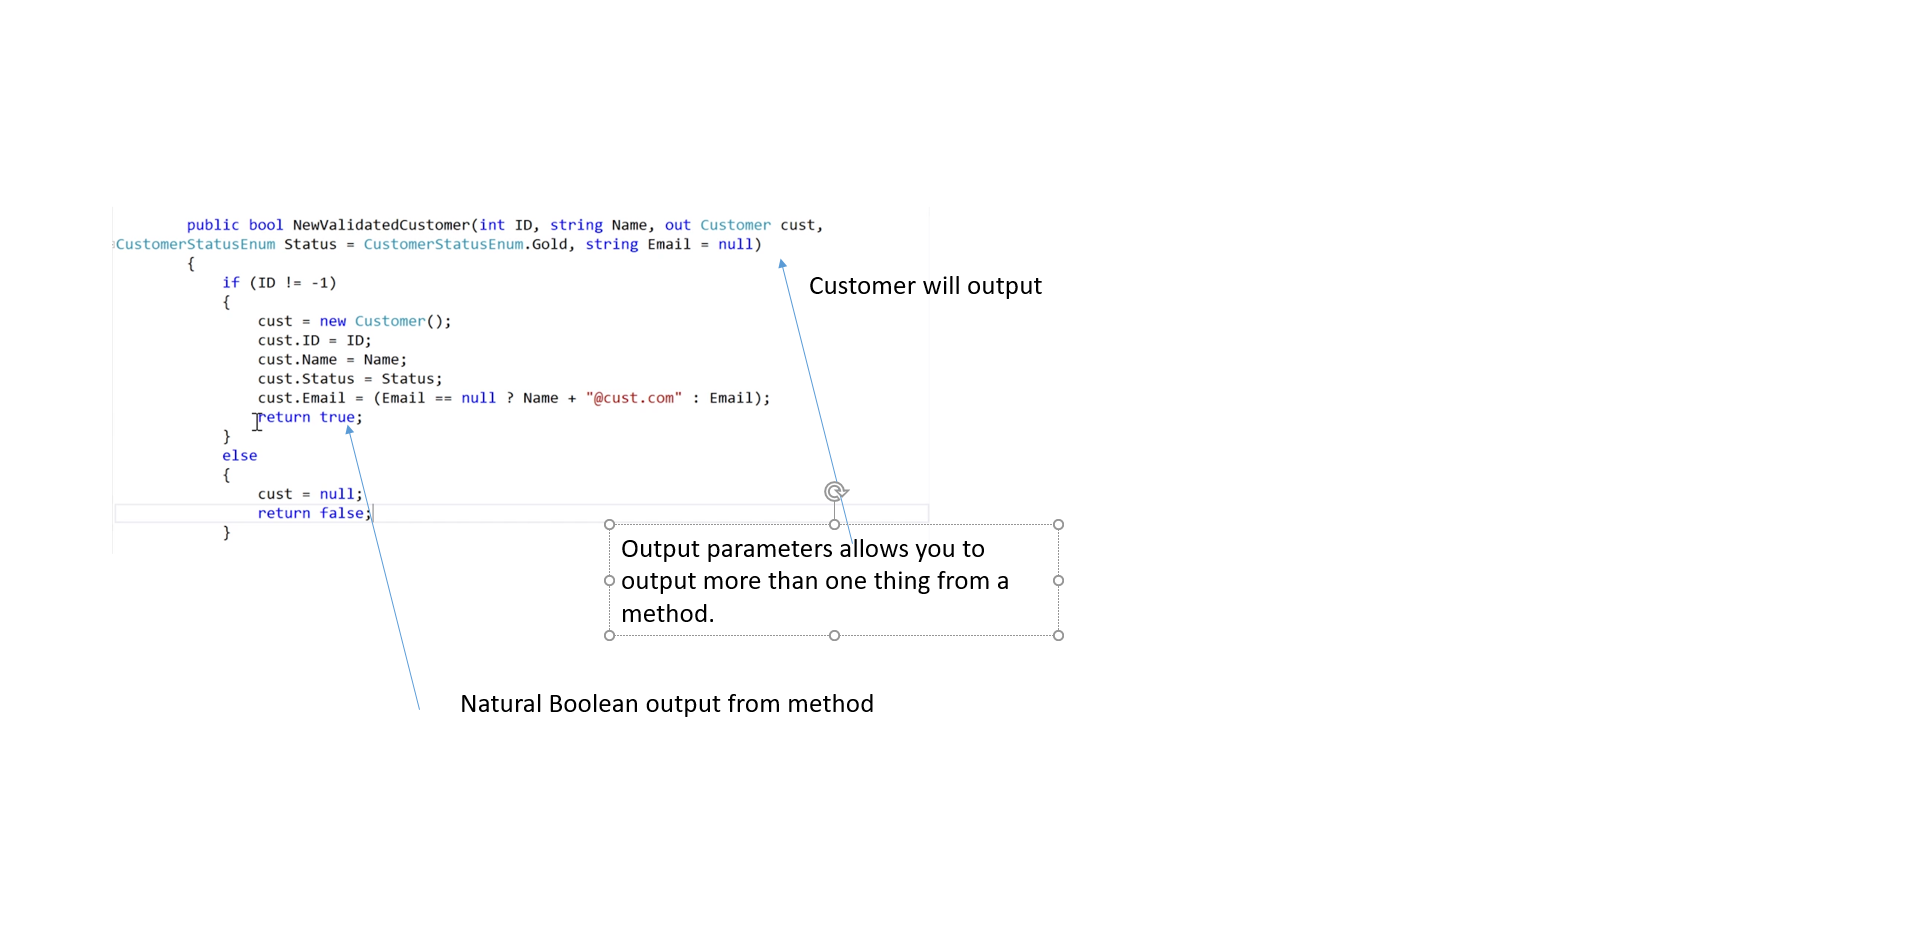 public bool NewValidatedCustomer(int ID, string Name, out Customer cust,
CustomerStatusEnum Status = CustomerStatusEnum.Gold, string Email = null)
{
if (ID != -1)
{
cust = new Customer();
cust.ID = ID;
cust.Name = Name;
cust.Status = Status;
cust.Email = (Email == null ? Name + "@cust.com" : Email);
return true;
}
else
{
cust = null;
return false;
}
Customer will output
Output parameters allows you to
output more than one thing from a
method.
Natural Boolean output from method